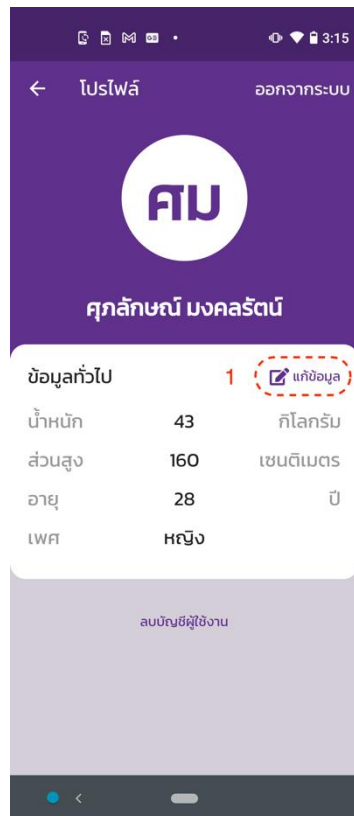 3:15
โปรไฟล์ ออกจากระบบ
ศม
ศุภลักษณ์ มงคลรัตน์
ข้อมูลทั่วไป 1 แก้ข้อมูล
น้ำหนัก 43 กิโลกรัม
ส่วนสูง 160 เซนติเมตร
อายุ 28 ปี
เพศ หญิง
ลบบัญชีผู้ใช้งาน